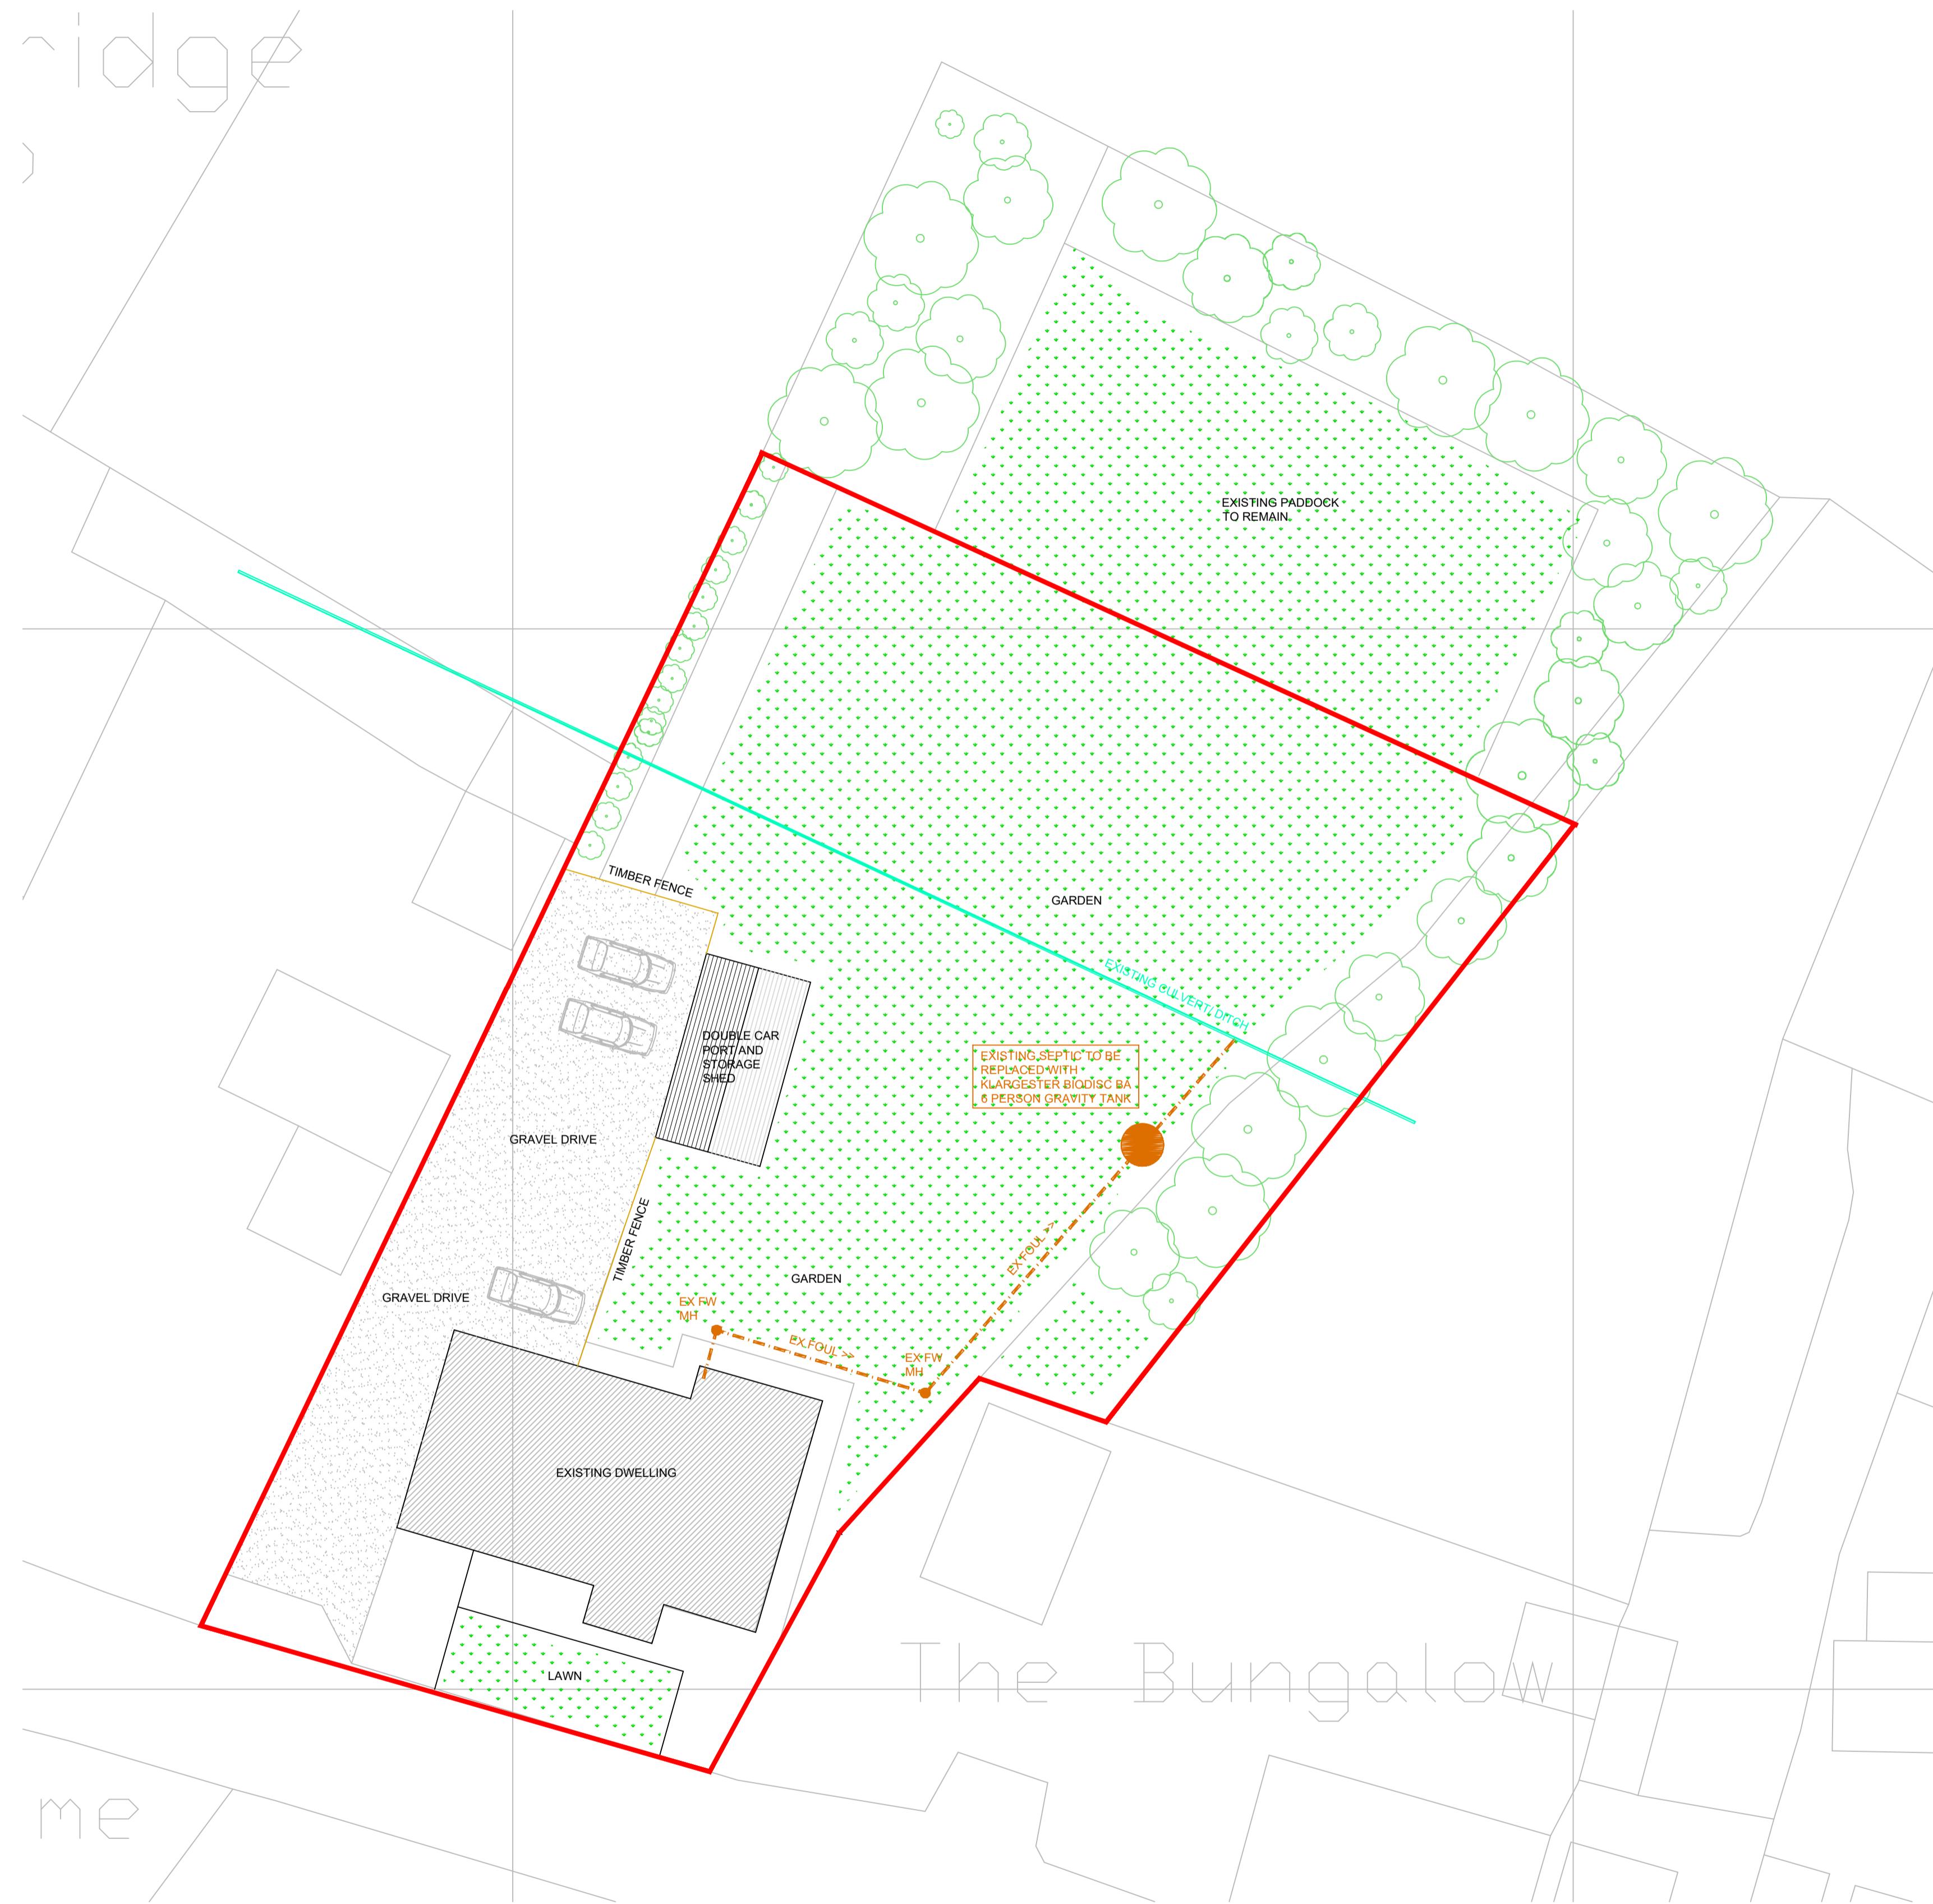 ridge
EXISTING PADDOCK
TO REMAIN
TIMBER FENCE
GARDEN
EXISTING CULVERT/ DITCH
DOUBLE CAR
PORT AND
STORAGE
SHED
EXISTING SEPTIC TO BE
REPLACED WITH
KLARGESTER BIODISC BA
6 PERSON GRAVITY TANK
GRAVEL DRIVE
TIMBER FENCE
EX FOUL >>
GARDEN
GRAVEL DRIVE
EX FW
MH
EX FOUL >>
EX FW
MH
EXISTING DWELLING
LAWN
The Bungalow
me